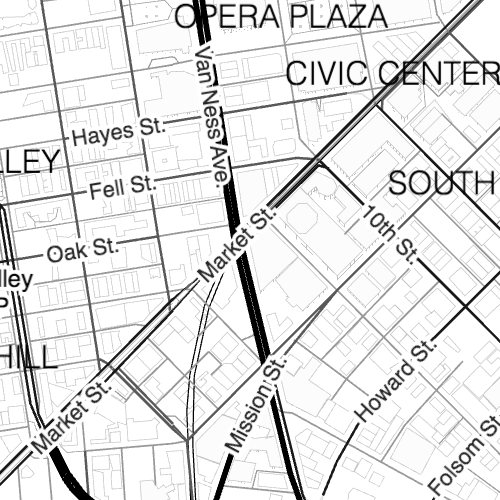 OPERA PLAZA
CIVIC CENTER
Van Ness Ave.
Hayes St.
LLEY
Fell St.
SOUTH
10th St.
Market St.
Oak St.
lley
P
HILL
Market St.
Mission St.
Howard St.
Folsom St.